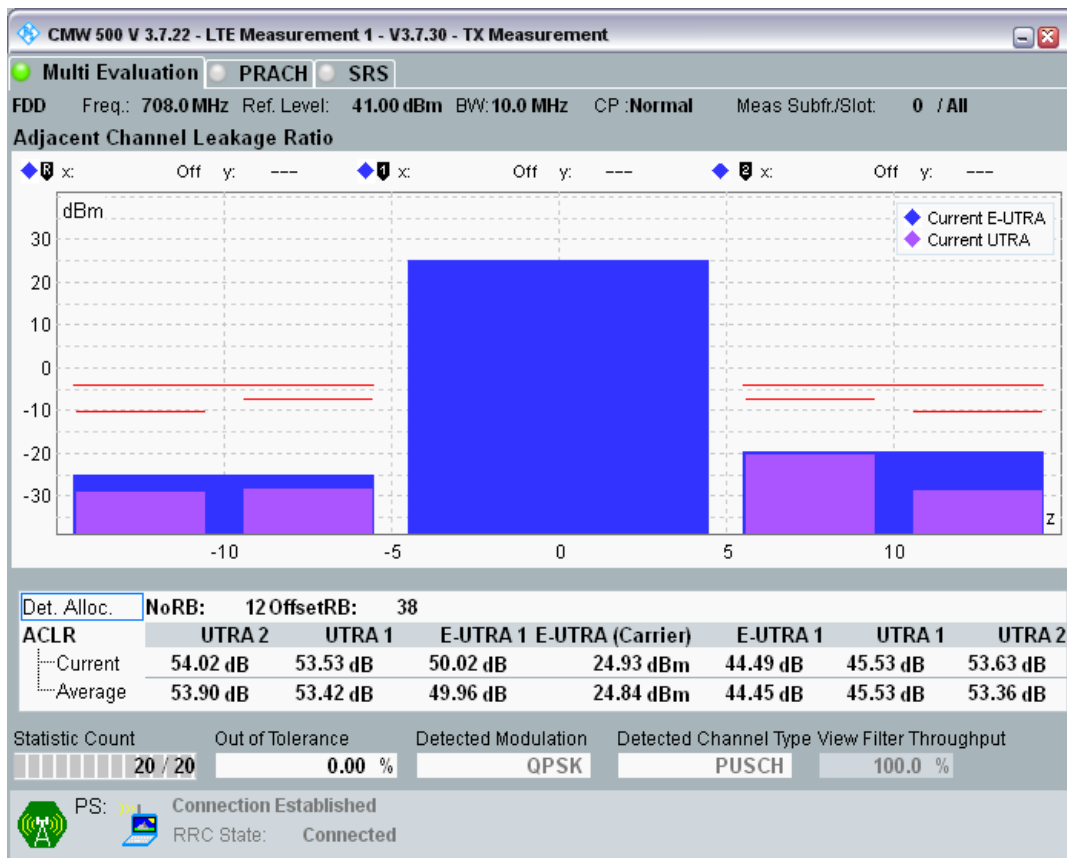 CMW 500 V 3.7.22 - LTE Measurement 1 - V3.7.30 - TX Measurement
Multi Evaluation PRACH SRS
FDD Freq.: 708.0 MHz Ref. Level: 41.00 dBm BW: 10.0 MHz CP :Normal Meas Subfr./Slot: 0 / All
Adjacent Channel Leakage Ratio
R x: Off y: --- 1 x: Off y: --- 2 x: Off y: ---
dBm
Current E-UTRA
Current UTRA
30
20
10
0
-10
-20
-30
z
-10 -5 0 5 10
Det. Alloc. NoRB: 12 OffsetRB: 38
ACLR UTRA 2 UTRA 1 E-UTRA 1 E-UTRA (Carrier) E-UTRA 1 UTRA 1 UTRA 2
Current 54.02 dB 53.53 dB 50.02 dB 24.93 dBm 44.49 dB 45.53 dB 53.63 dB
Average 53.90 dB 53.42 dB 49.96 dB 24.84 dBm 44.45 dB 45.53 dB 53.36 dB
Statistic Count Out of Tolerance Detected Modulation Detected Channel Type View Filter Throughput
20 / 20 0.00 % QPSK PUSCH 100.0 %
PS: Connection Established
RRC State: Connected